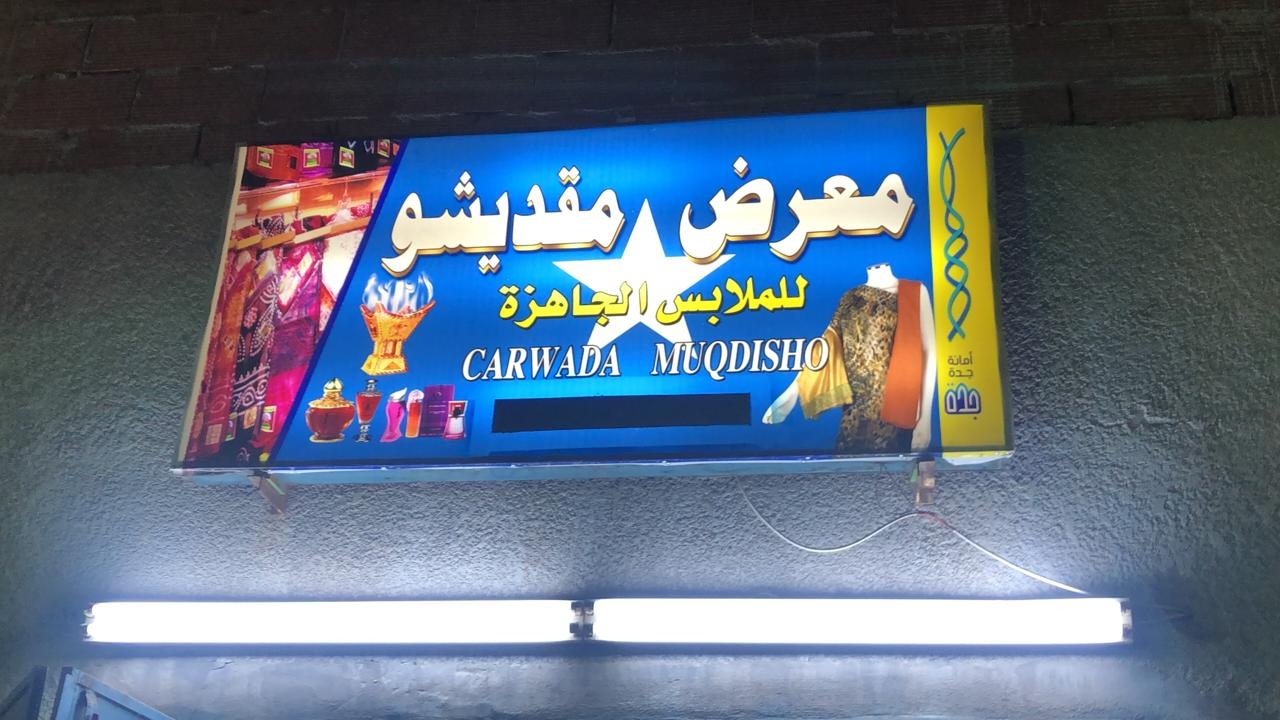 معرض مقديشو
للملابس الجاهزة
CARWADA MUQDISHO
أمانة
جدة
جدة